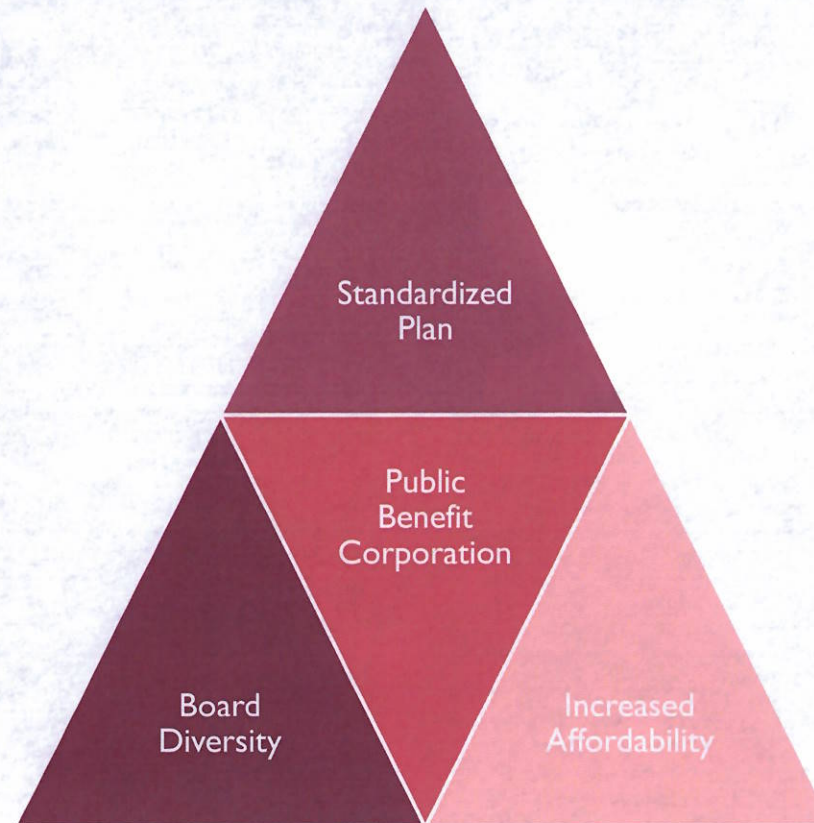 Standardized
Plan
Public
Benefit
Corporation
Board
Diversity
Increased
Affordability